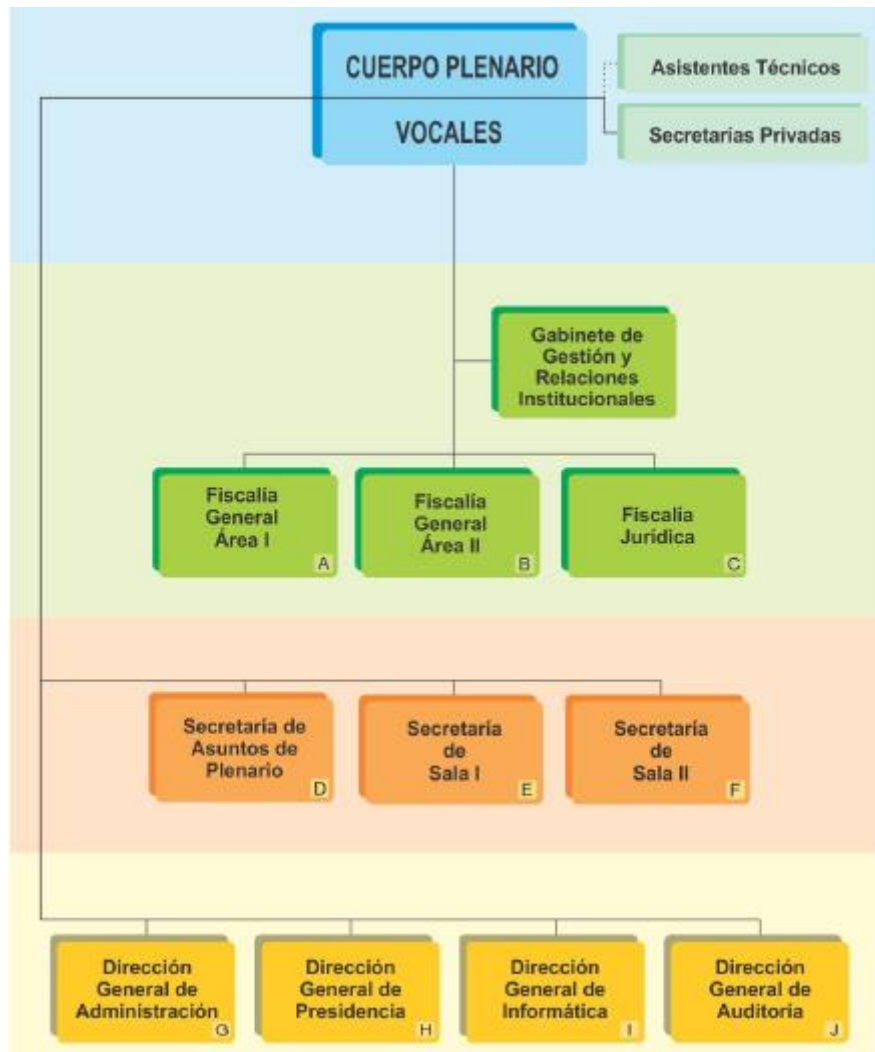 CUERPO PLENARIO
VOCALES
Asistentes Técnicos
Secretarias Privadas
Gabinete de
Gestión y
Relaciones
Institucionales
Fiscalía
General
Área I
A
Fiscalía
General
Área II
B
Fiscalia
Jurídica
C
Secretaría de
Asuntos de
Plenario
D
Secretaría
de
Sala I
E
Secretaría
de
Sala II
F
Dirección
General de
Administración
G
Dirección
General de
Presidencia
H
Dirección
General de
Informática
I
Dirección
General de
Auditoría
J